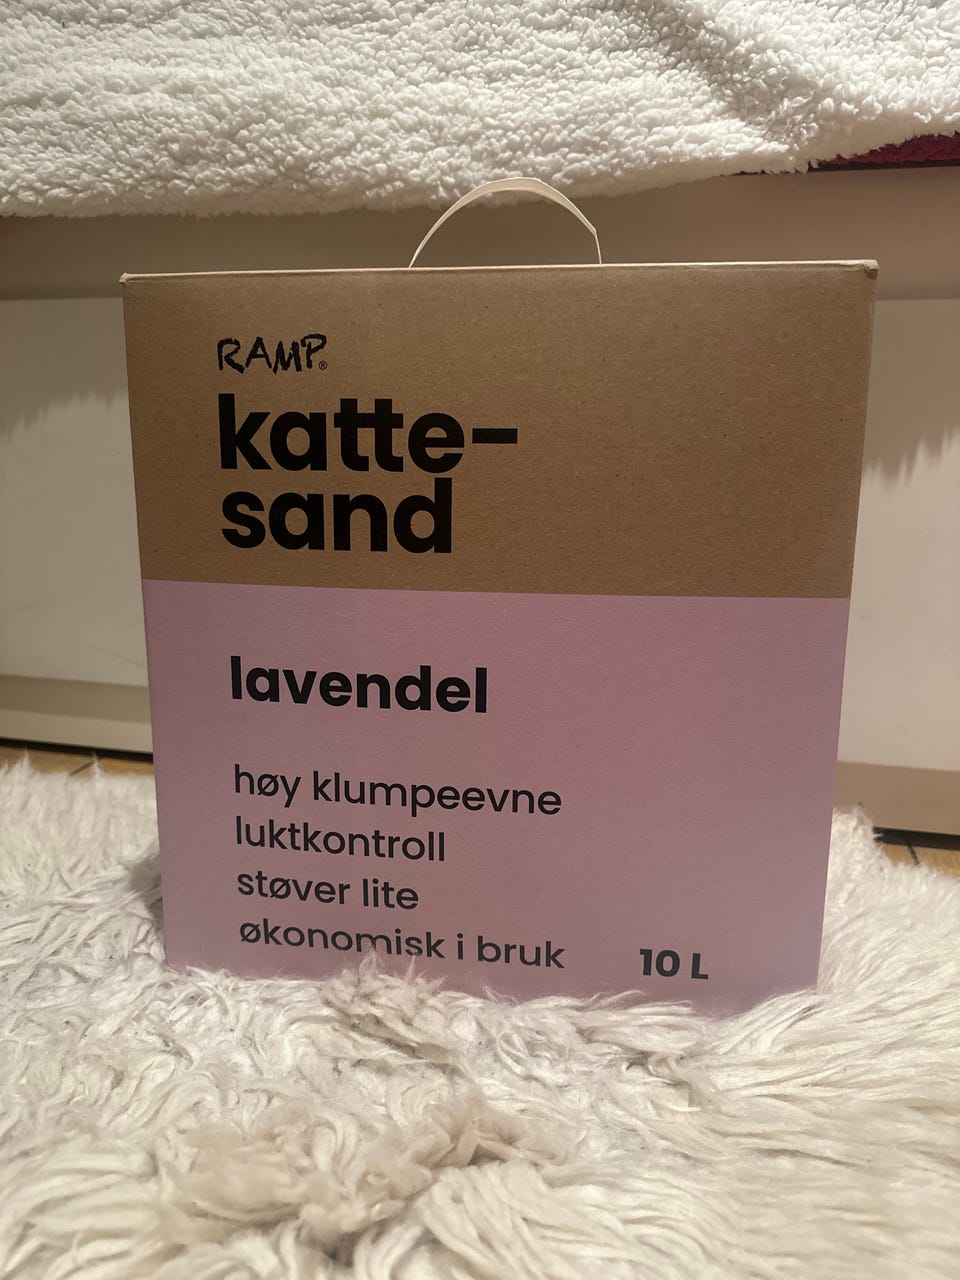 RAMP®
katte-
sand
lavendel
høy klumpeevne
luktkontroll
støver lite
økonomisk i bruk
10 L